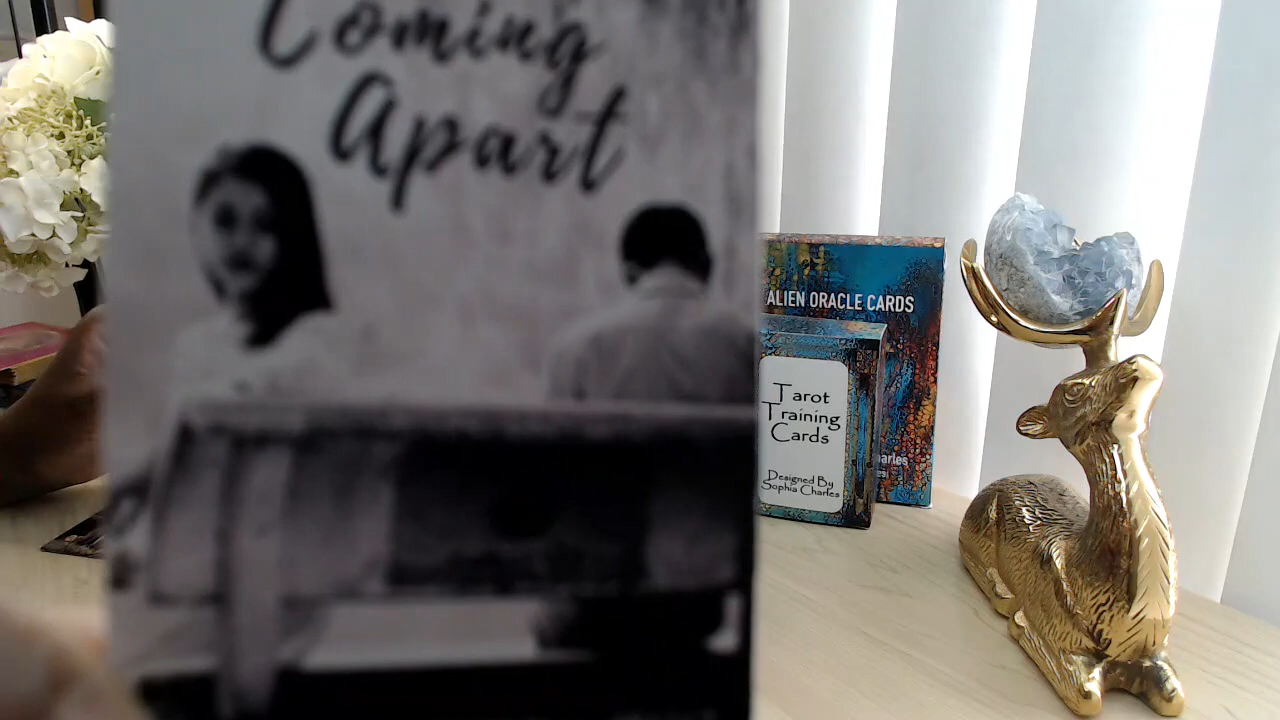 Coming
Apart
ALIEN ORACLE CARDS
Tarot
Training
Cards
Designed By
Sophia Charles